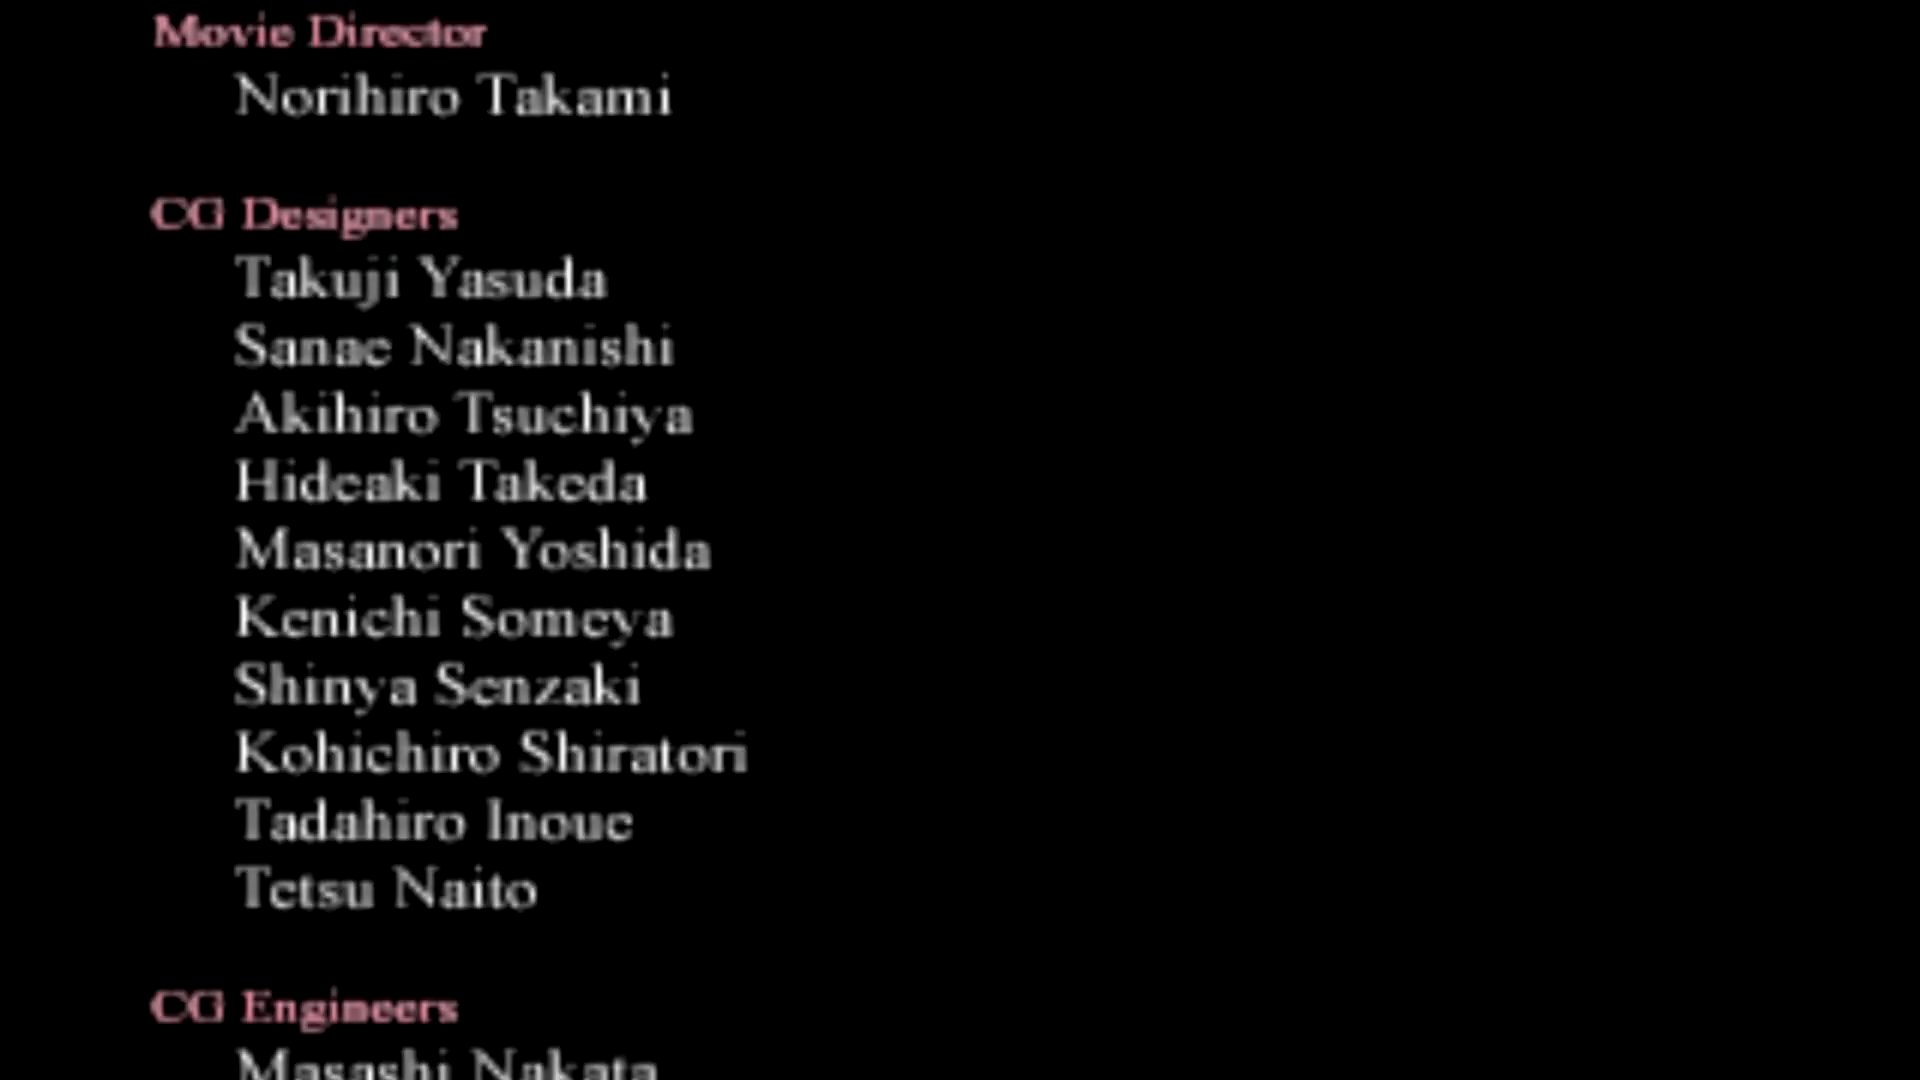 Movie Director
Norihiro Takami
CG Designers
Takuji Yasuda
Sanae Nakanishi
Akihiro Tsuchiya
Hideaki Takeda
Masanori Yoshida
Kenichi Someya
Shinya Senzaki
Kohichiro Shiratori
Tadahiro Inoue
Tetsu Naito
CG Engineers
Masashi Nakata